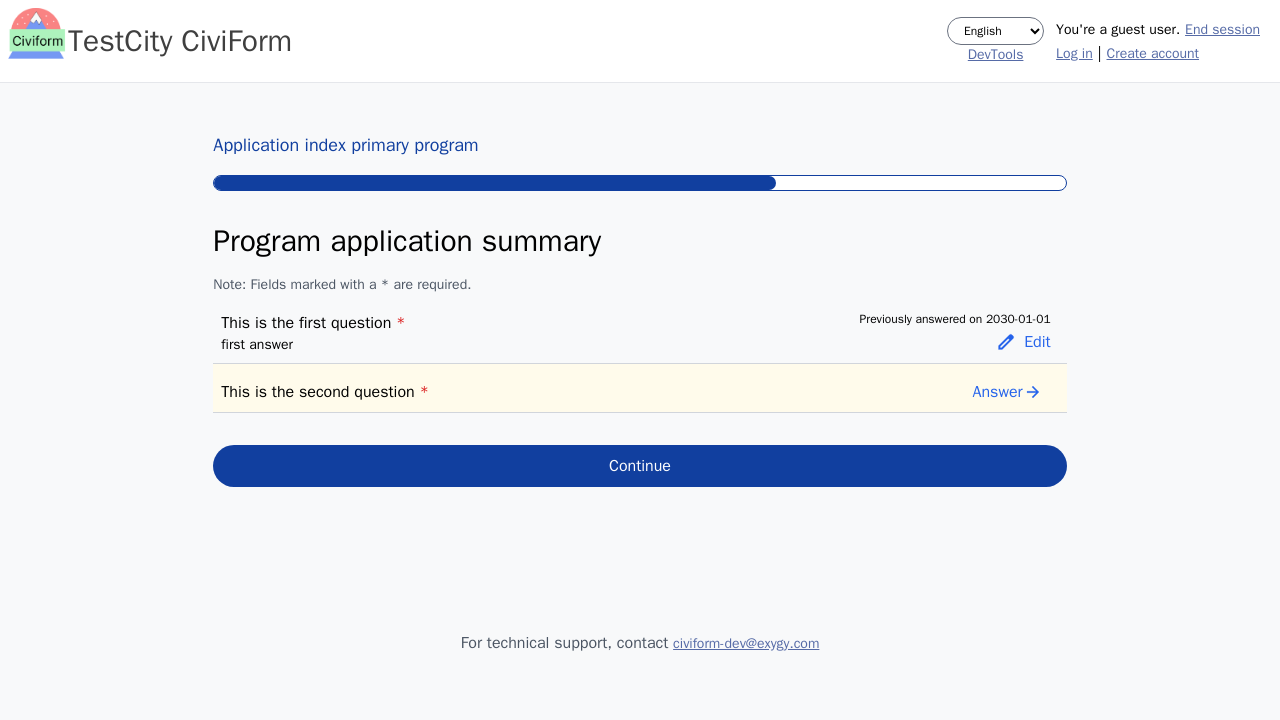 Civiform
TestCity CiviForm
English
DevTools
You're a guest user. End session
Log in | Create account
Application index primary program
Program application summary
Note: Fields marked with a * are required.
This is the first question *
first answer
Previously answered on 2030-01-01
Edit
This is the second question *
Answer
Continue
For technical support, contact civiform-dev@exygy.com